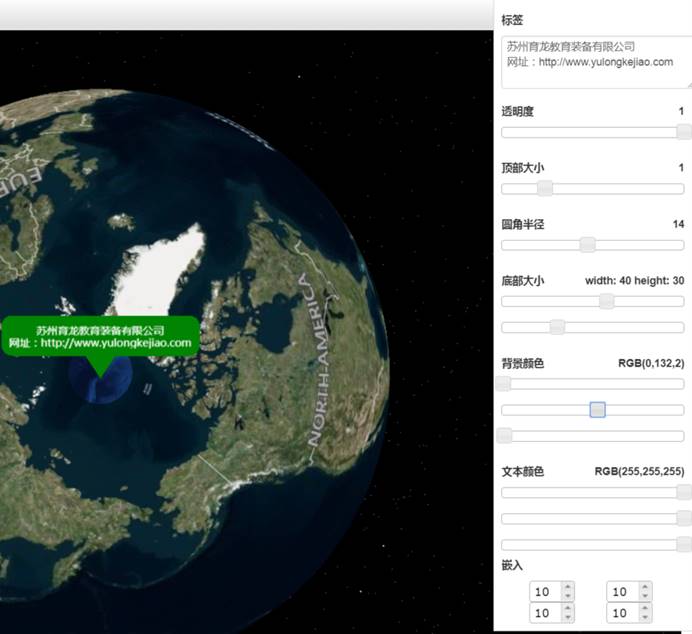 标签
苏州育龙教育装备有限公司
网址：http://www.yulongkejiao.com
透明度 1
顶部大小 1
圆角半径 14
底部大小 width: 40 height: 30
背景颜色 RGB(0,132,2)
文本颜色 RGB(255,255,255)
嵌入
10 10
10 10
EUR
苏州育龙教育装备有限公司
网址：http://www.yulongkejiao.com
NORTH AMERICA